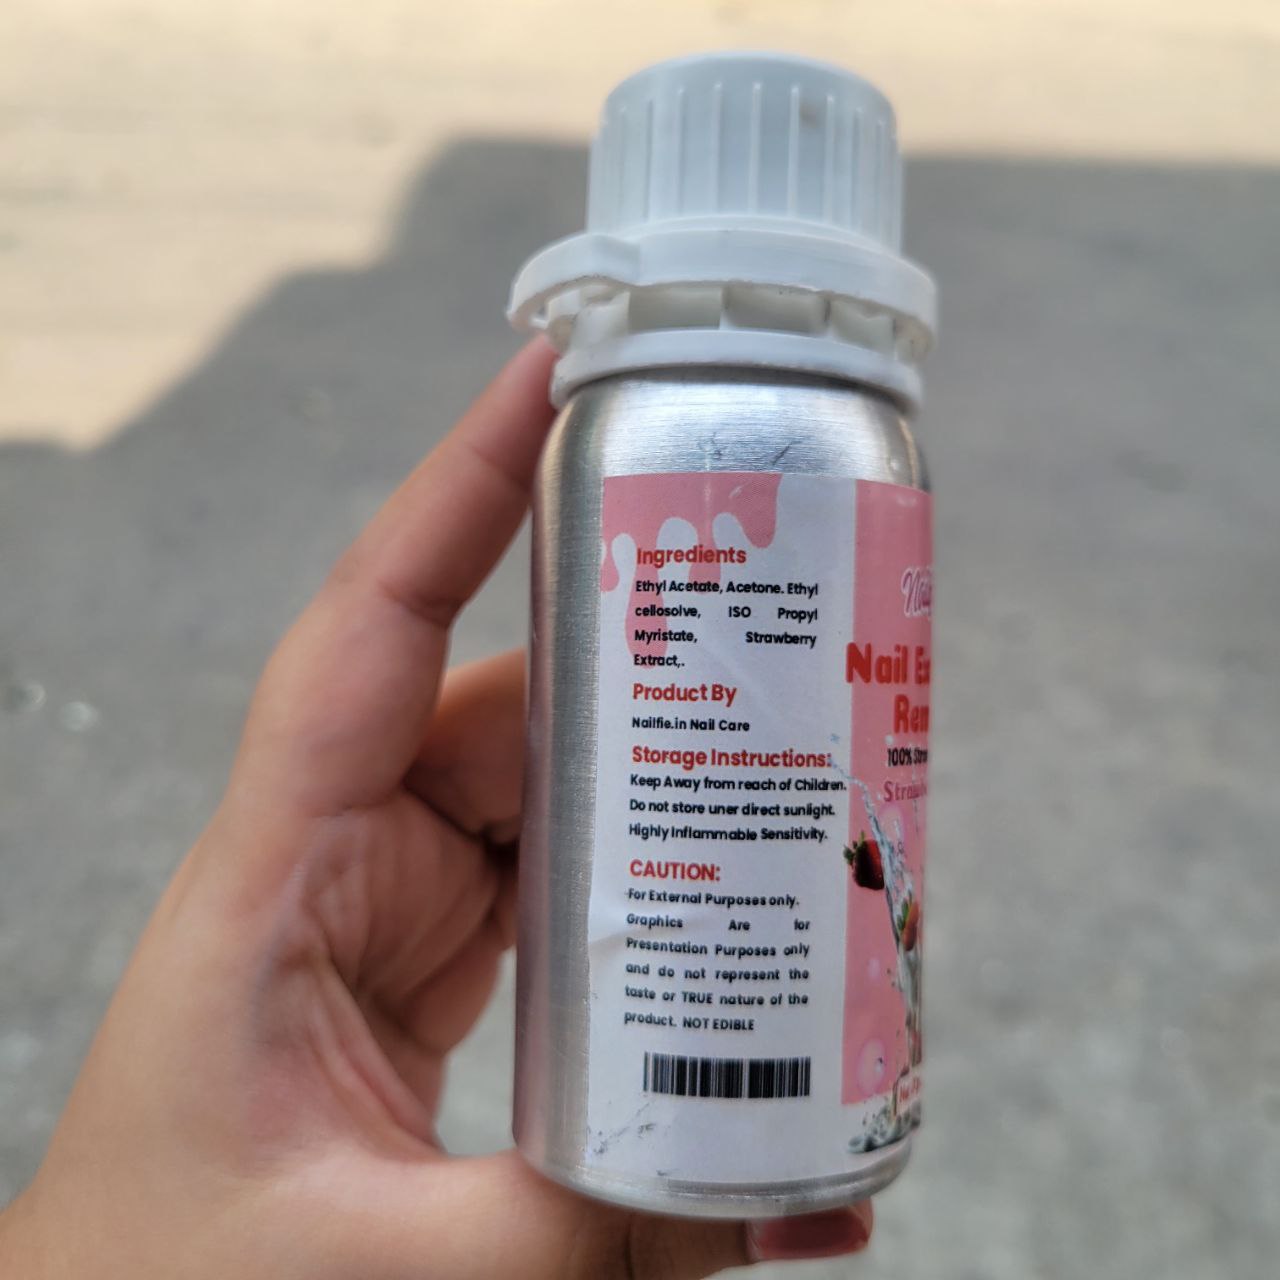 Ingredients
Ethyl Acetate, Acetone. Ethyl
cellosolve, ISO Propyl
Myristate, Strawberry
Extract,.
Product By
Nailfie.in Nail Care
Storage Instructions:
Keep Away from reach of Children.
Do not store uner direct sunlight.
Highly Inflammable Sensitivity.
CAUTION:
For External Purposes only.
Graphics Are for
Presentation Purposes only
and do not represent the
taste or TRUE nature of the
product. NOT EDIBLE
Nail
100%